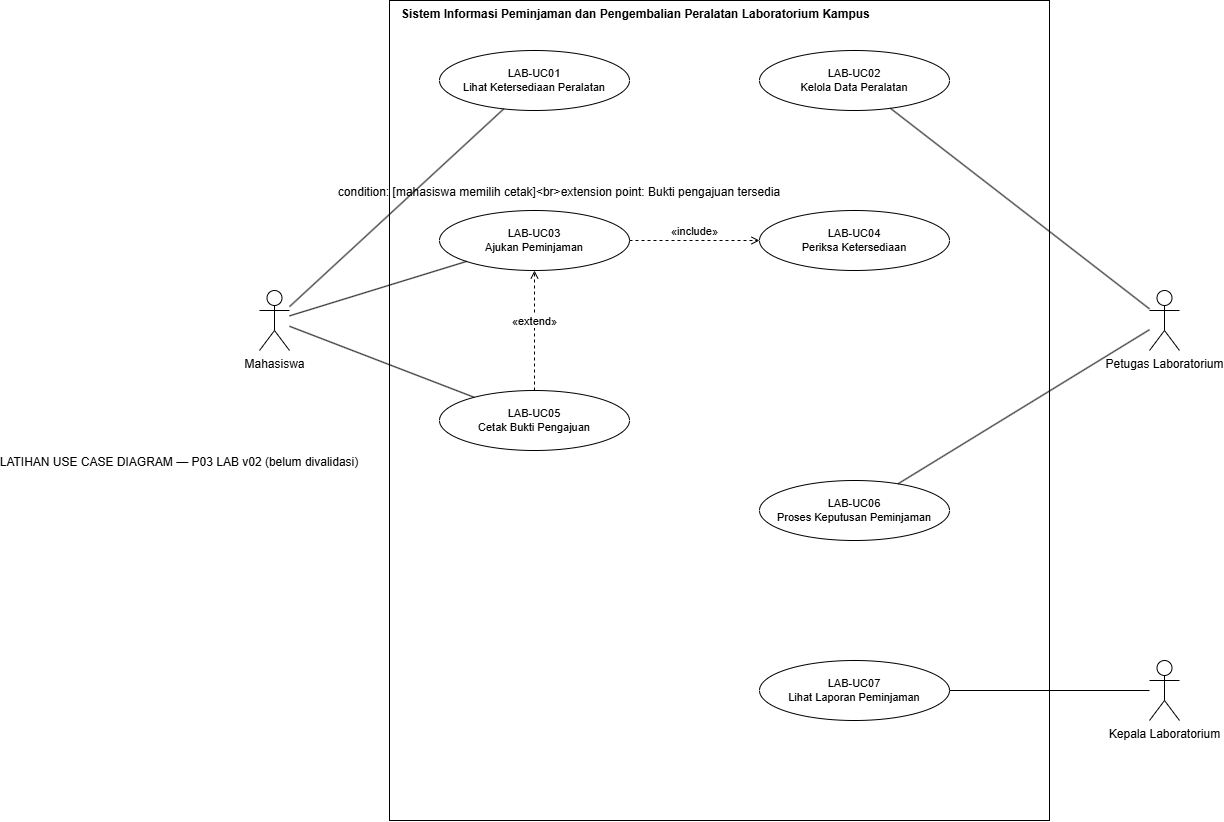 Sistem Informasi Peminjaman dan Pengembalian Peralatan Laboratorium Kampus
LAB-UC01
Lihat Ketersediaan Peralatan
LAB-UC02
Kelola Data Peralatan
condition: [mahasiswa memilih cetak]<br>extension point: Bukti pengajuan tersedia
LAB-UC03
Ajukan Peminjaman
«include»
LAB-UC04
Periksa Ketersediaan
«extend»
Mahasiswa
Petugas Laboratorium
LAB-UC05
Cetak Bukti Pengajuan
LATIHAN USE CASE DIAGRAM — P03 LAB v02 (belum divalidasi)
LAB-UC06
Proses Keputusan Peminjaman
LAB-UC07
Lihat Laporan Peminjaman
Kepala Laboratorium